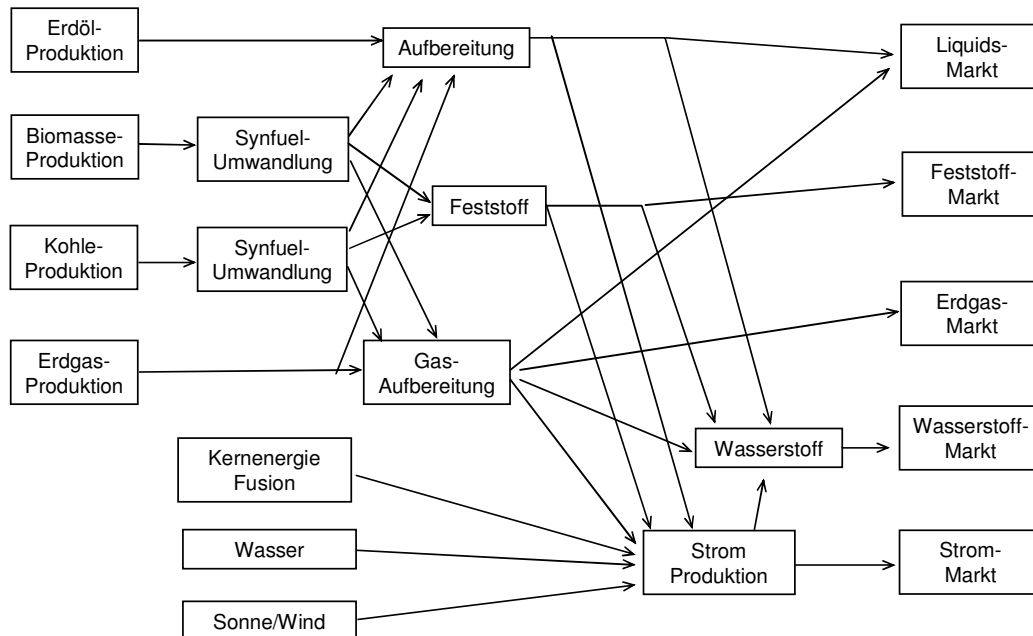 Erdöl-
Produktion
Aufbereitung
Liquids-
Markt
Biomasse-
Produktion
Synfuel-
Umwandlung
Feststoff
Feststoff-
Markt
Kohle-
Produktion
Synfuel-
Umwandlung
Erdgas-
Markt
Erdgas-
Produktion
Gas-
Aufbereitung
Wasserstoff
Wasserstoff-
Markt
Kernenergie
Fusion
Wasser
Strom
Produktion
Strom-
Markt
Sonne/Wind